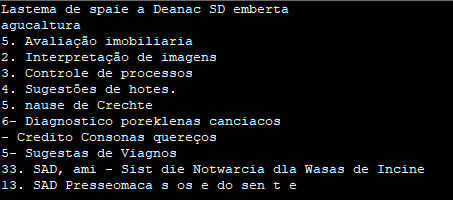 Lastema de spaie a Deanac SD emberta
agucaltura
5. Avaliação imobiliaria
2. Interpretação de imagens
3. Controle de processos
4. Sugestões de hotes.
5. nause de Crechte
6- Diagnostico poreklenas canciacos
- Credito Consonas quereços
5- Sugestas de Viagnos
33. SAD, ami - Sist die Notwarcia dla Wasas de Incine
13. SAD Presseomaca s os e do sen t e